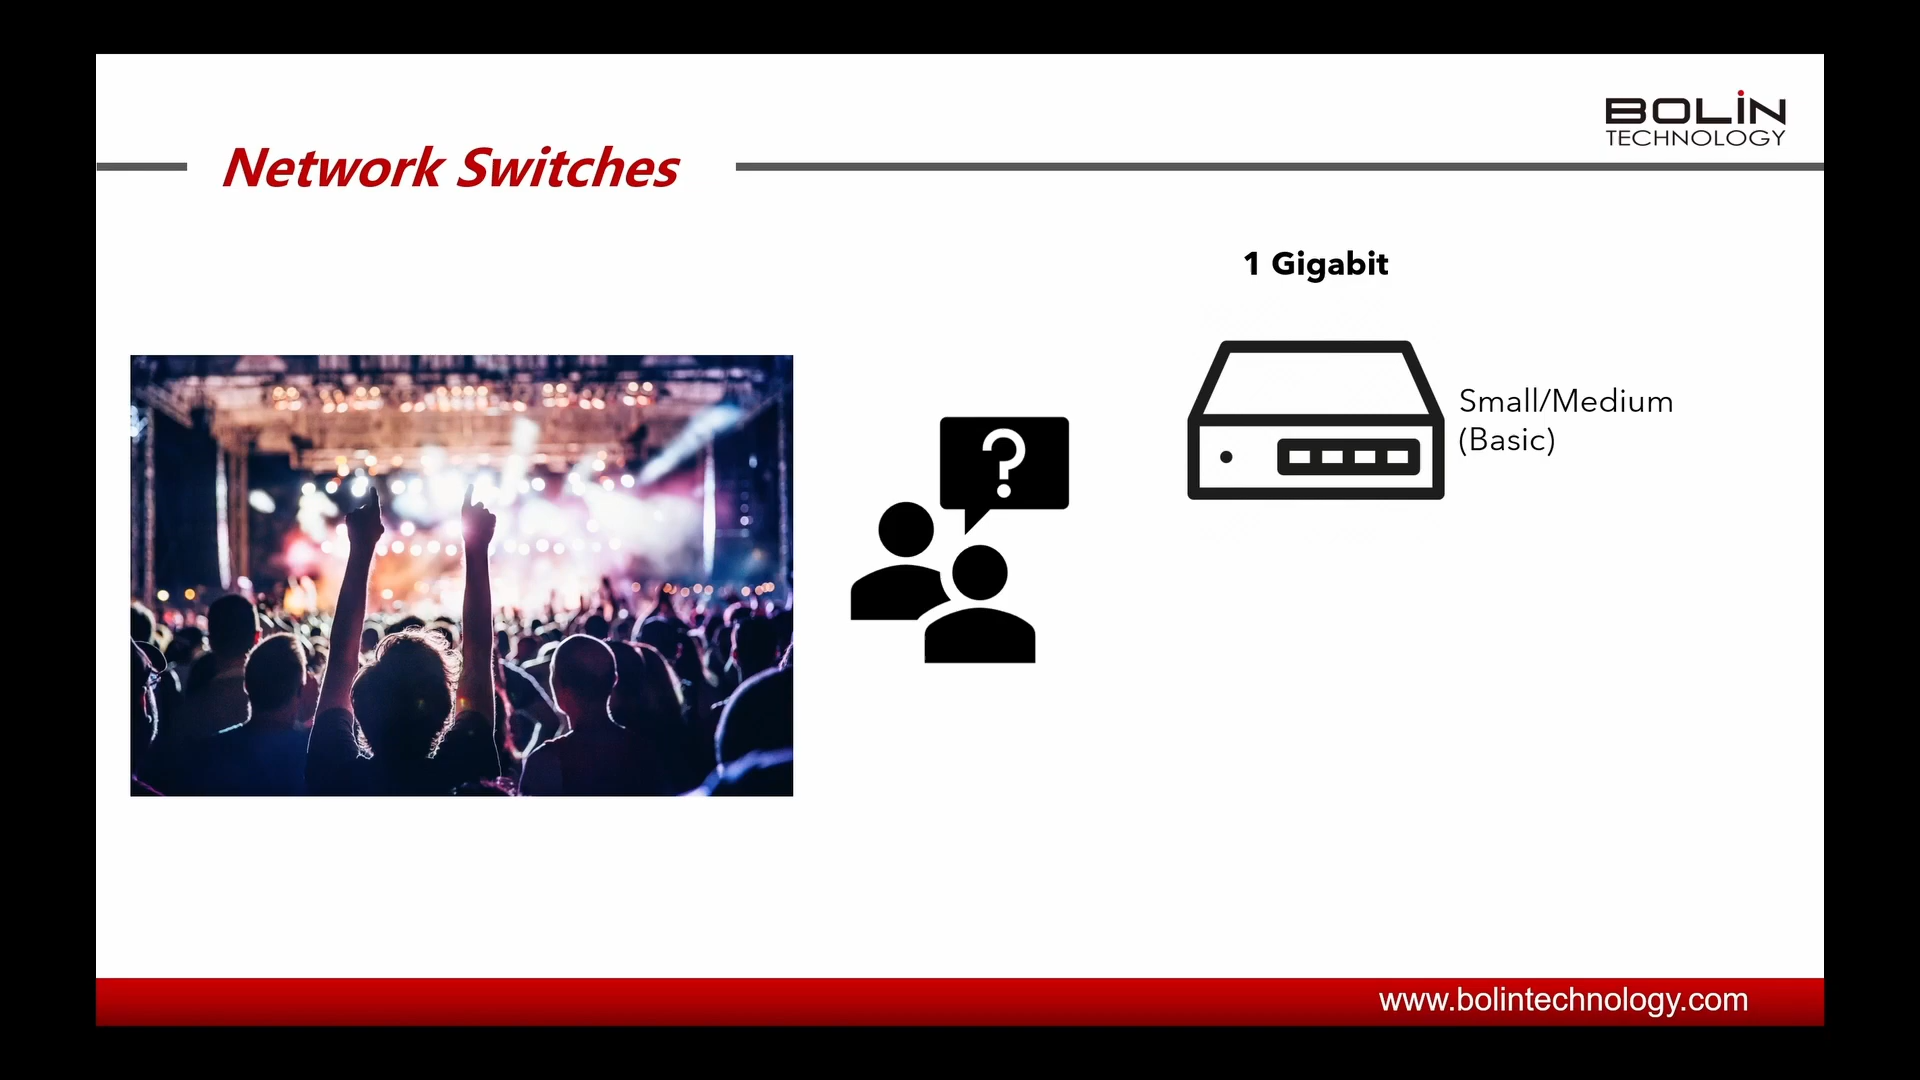 BOLIN
TECHNOLOGY
Network Switches
1 Gigabit
?
Small/Medium
(Basic)
www.bolintechnology.com